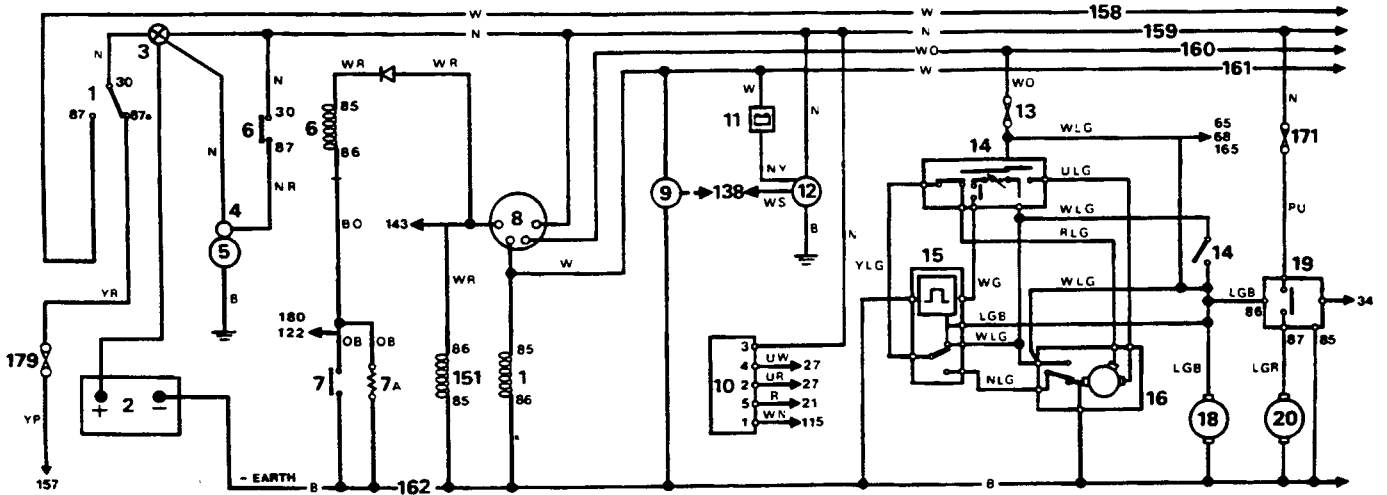 W W 158
N 3 N N 159
WO 160
W 161
WR WR
N 30 1 87 87a
N 6 30 87 NR
6 85 86
W 11 N
WO 13
WLG 65
68
165
N 171
14 ULG
NY
9 138 WS 12
B
N
4
5
B
BO
143 8
WR
W
WLG
RLG
14
PU
YLG
15 WG
WLG
19
YR
180
122
OB OB
LGB
LGB 86 34
87 85
WLG
179
YP
157
+ 2 −
7 7A
86 151 85
85 1 86
10
3
4 UW 27
2 UR 27
5 R 21
1 WN 115
NLG
16
LGB
18
LGR
20
- EARTH B 162 B